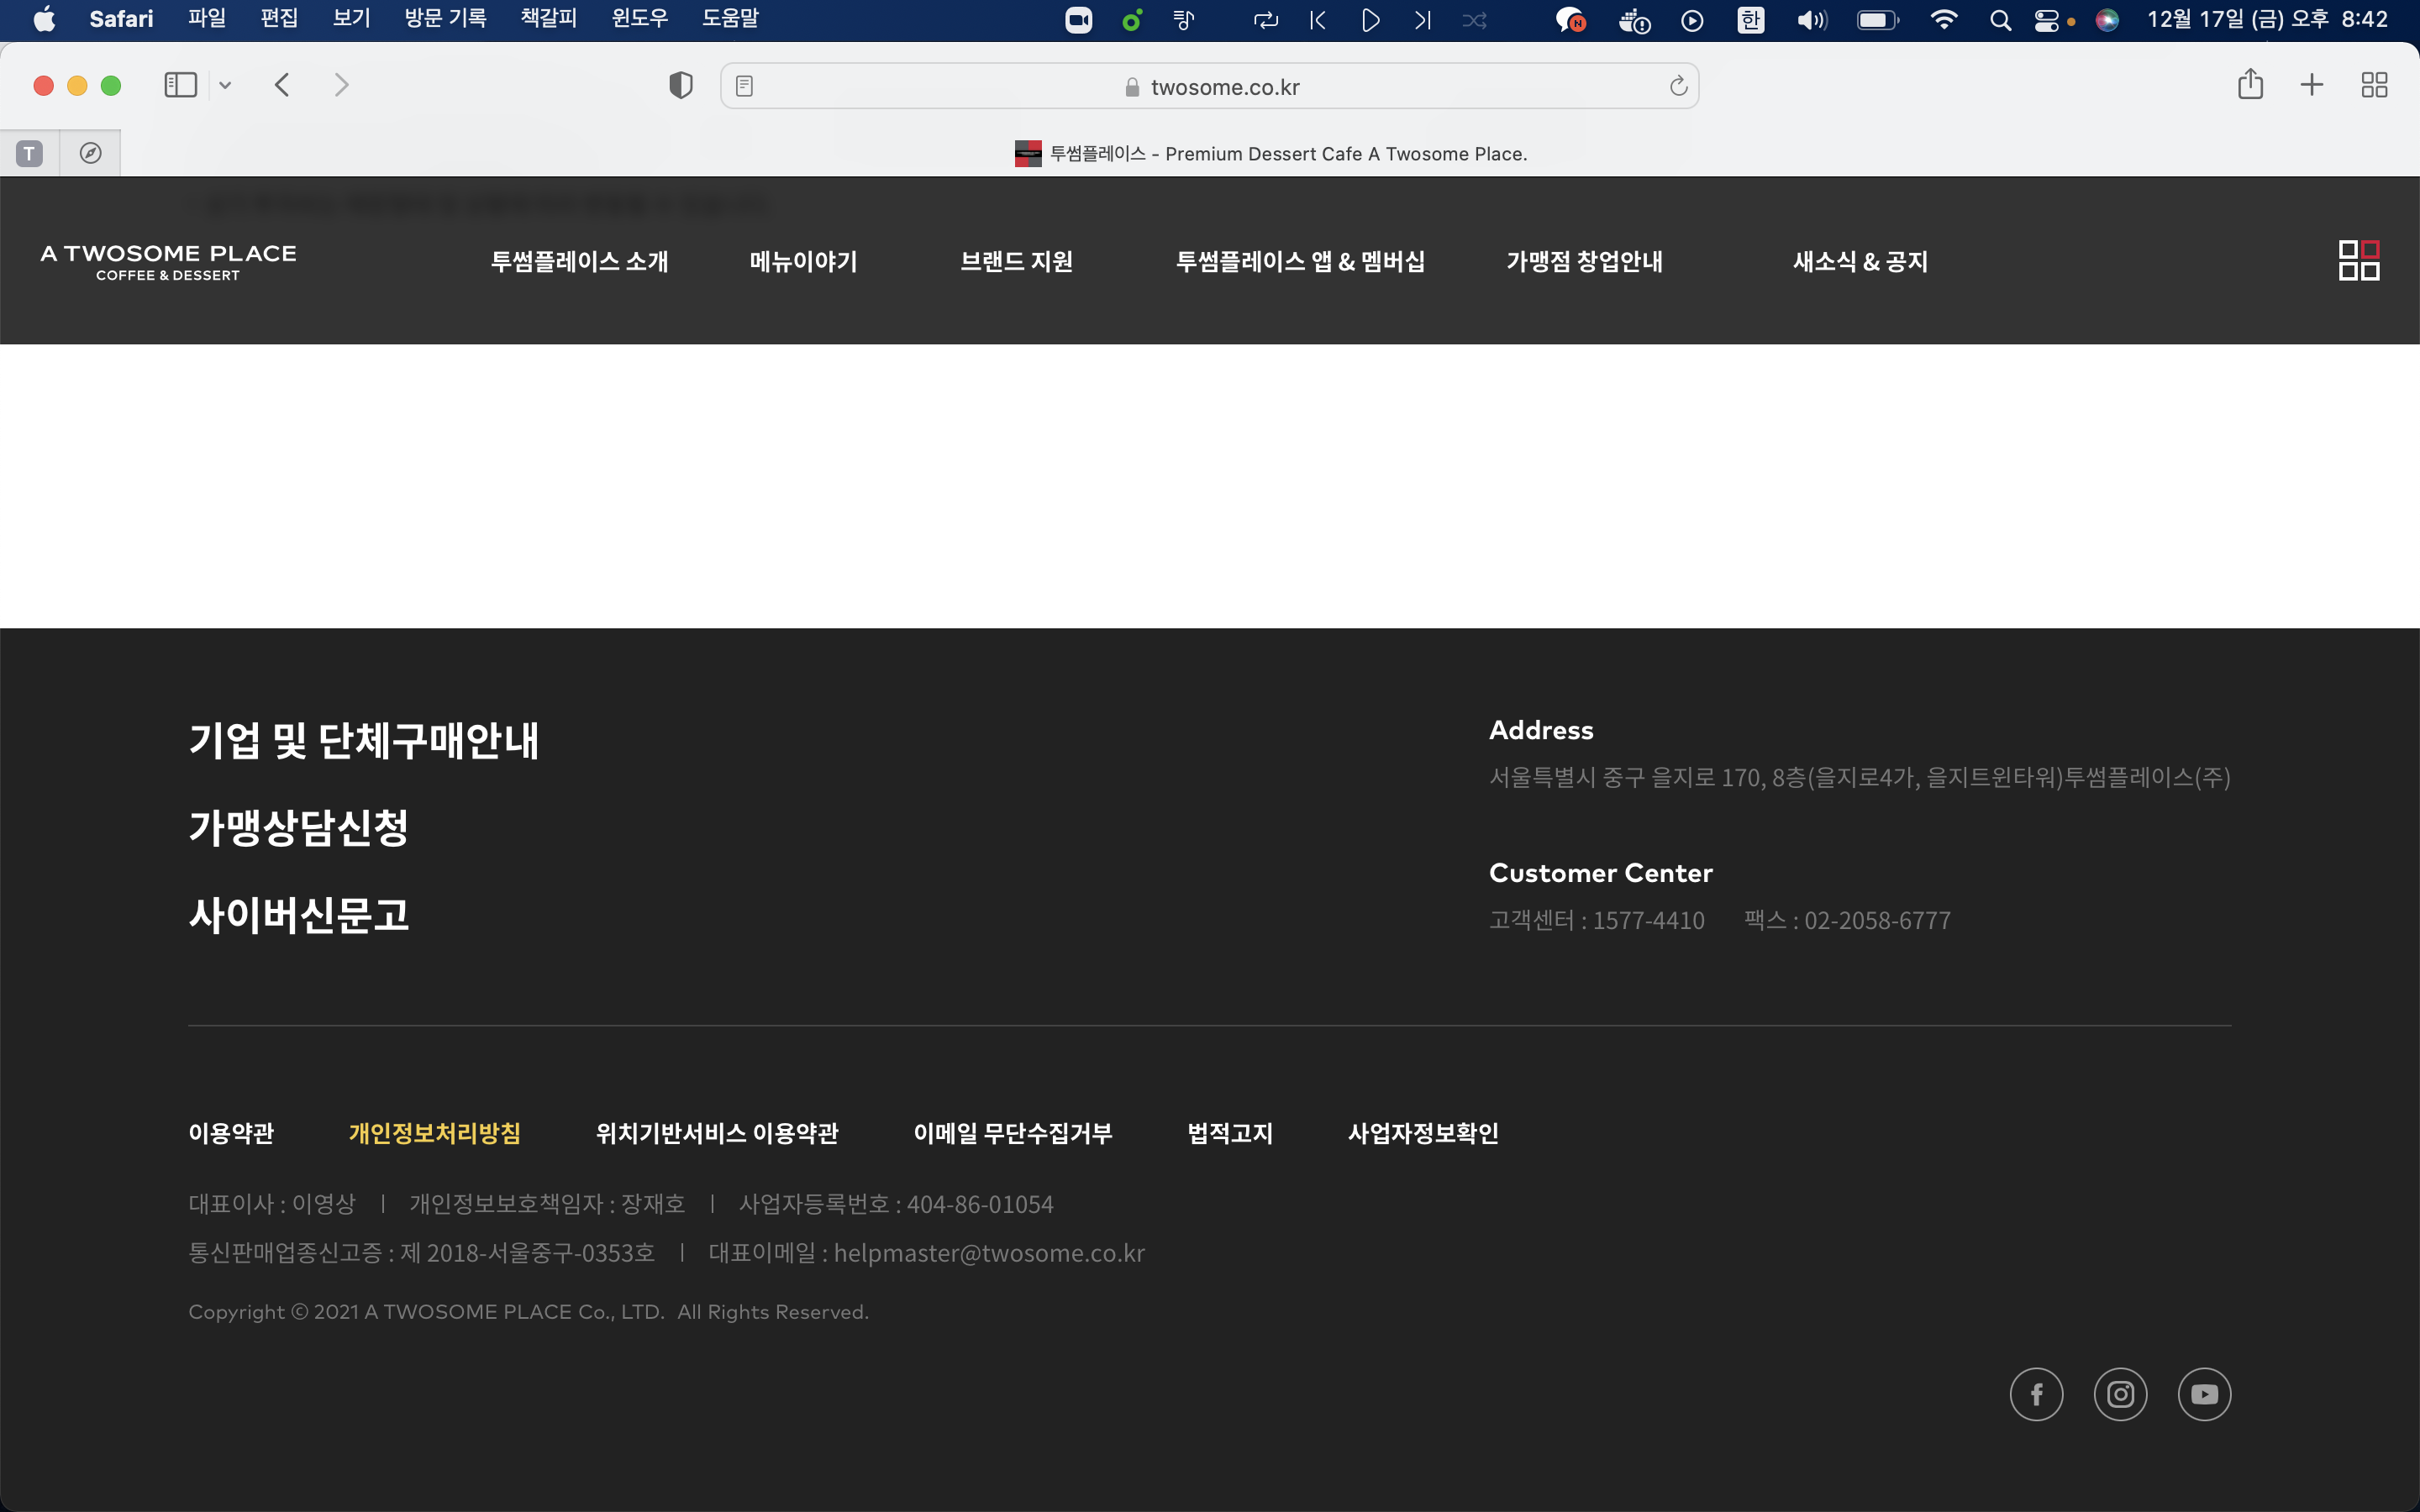 Safari 파일 편집 보기 방문 기록 책갈피 윈도우 도움말 한 12월 17일 (금) 오후 8:42
twosome.co.kr
T 투썸플레이스 - Premium Dessert Cafe A Twosome Place.
A TWOSOME PLACE
COFFEE & DESSERT
투썸플레이스 소개 메뉴이야기 브랜드 지원 투썸플레이스 앱 & 멤버십 가맹점 창업안내 새소식 & 공지
기업 및 단체구매안내
가맹상담신청
사이버신문고
Address
서울특별시 중구 을지로 170, 8층(을지로4가, 을지트윈타워)투썸플레이스(주)
Customer Center
고객센터 : 1577-4410 팩스 : 02-2058-6777
이용약관 개인정보처리방침 위치기반서비스 이용약관 이메일 무단수집거부 법적고지 사업자정보확인
대표이사 : 이영상 | 개인정보보호책임자 : 장재호 | 사업자등록번호 : 404-86-01054
통신판매업종신고증 : 제 2018-서울중구-0353호 | 대표이메일 : helpmaster@twosome.co.kr
Copyright ⓒ 2021 A TWOSOME PLACE Co., LTD. All Rights Reserved.